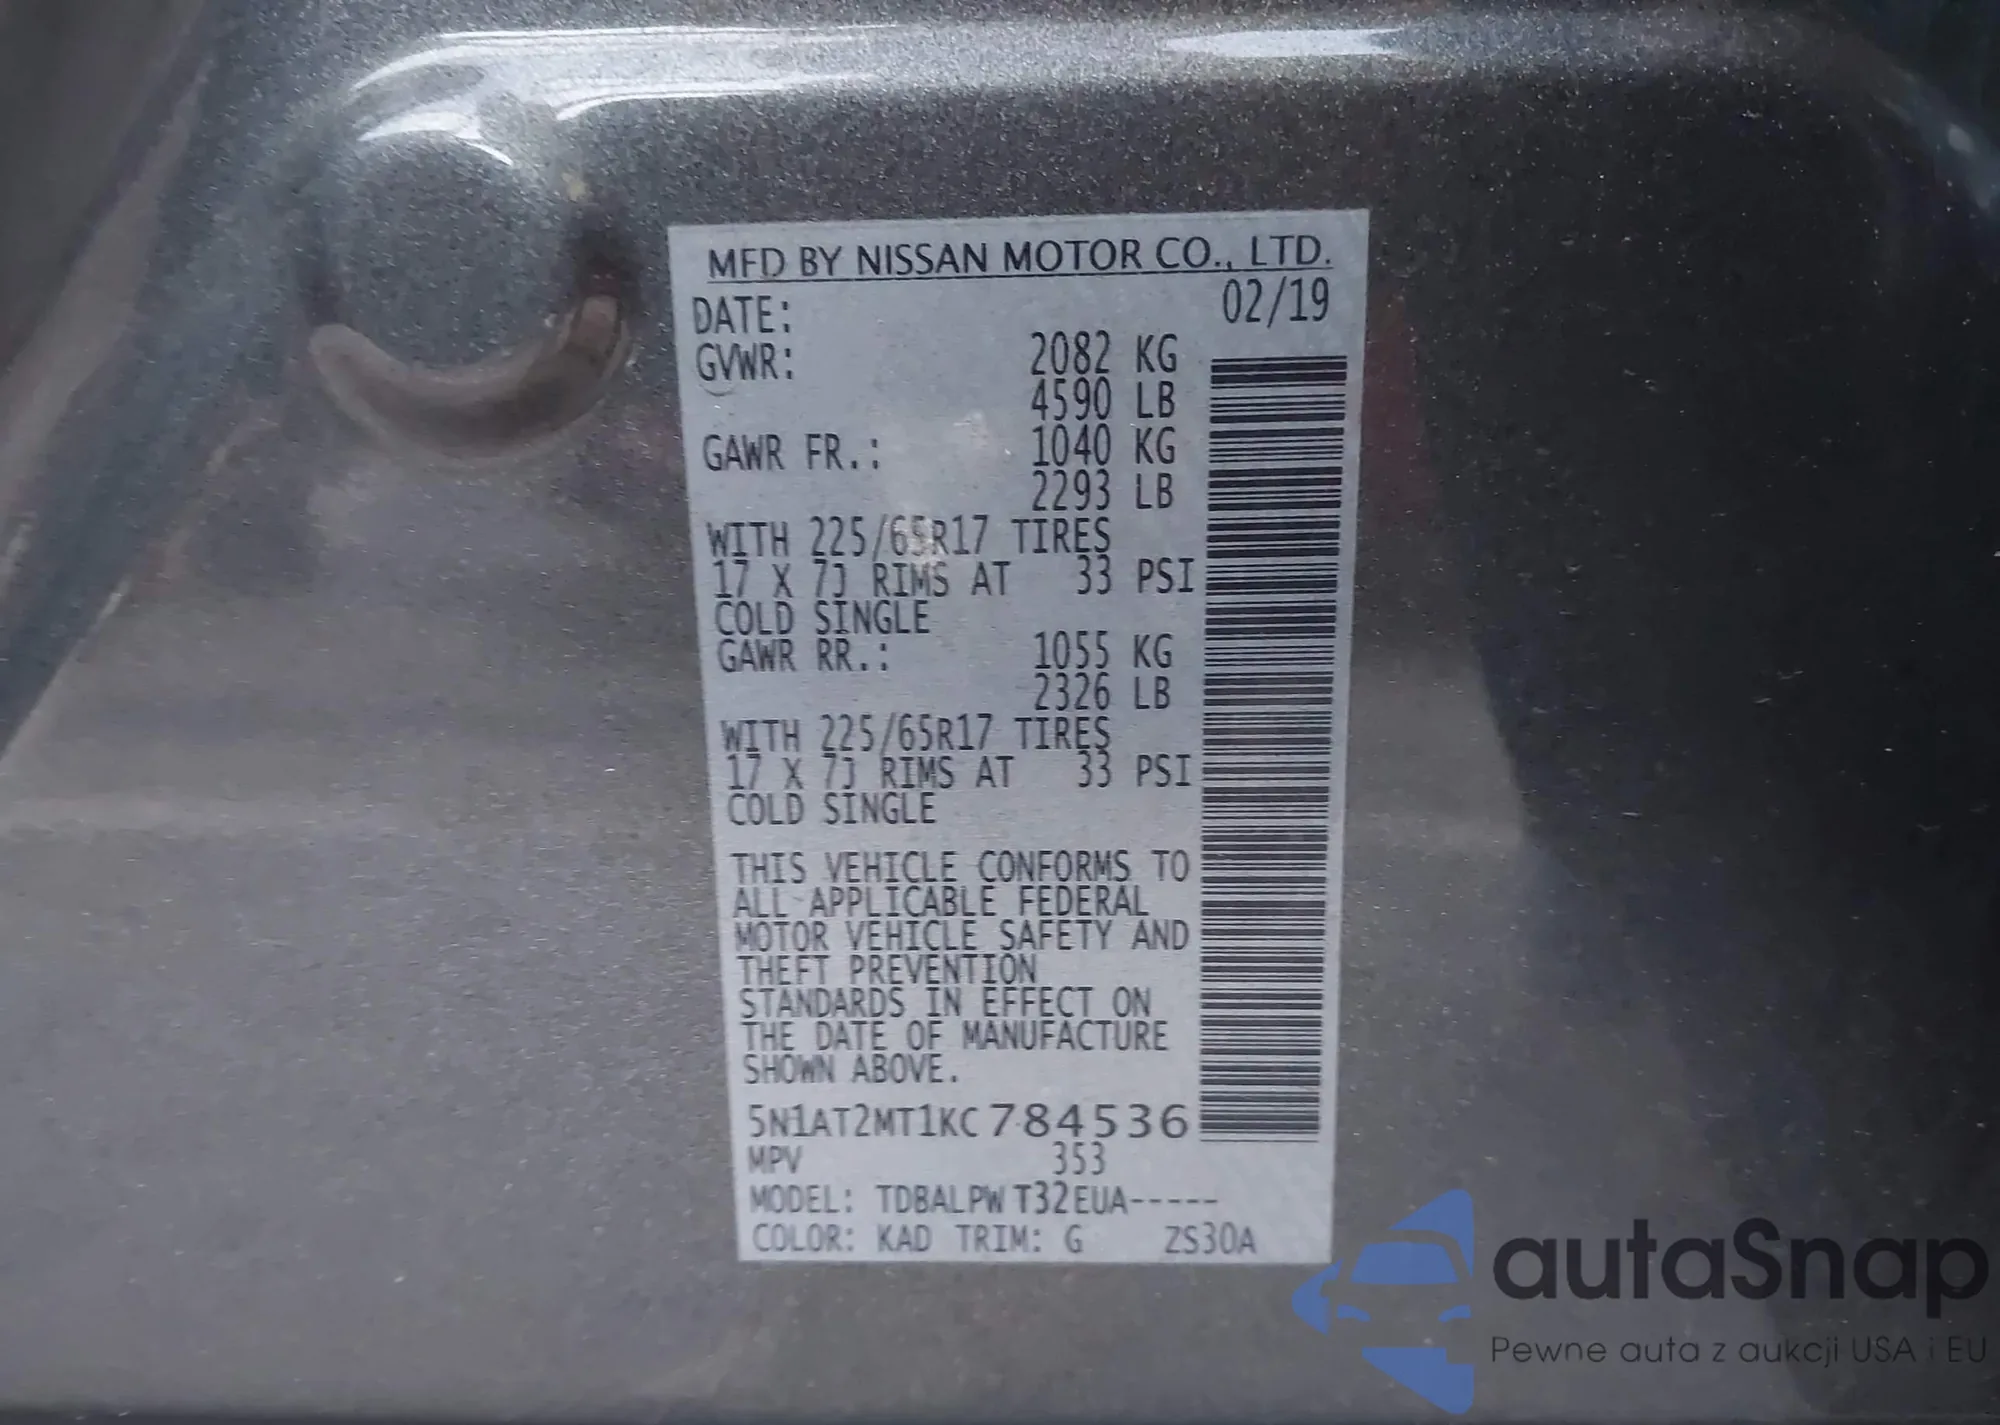 MFD BY NISSAN MOTOR CO., LTD.
DATE: 02/19
GVWR: 2082 KG
4590 LB
GAWR FR.: 1040 KG
2293 LB
WITH 225/65R17 TIRES
17 X 7J RIMS AT 33 PSI
COLD SINGLE
GAWR RR.: 1055 KG
2326 LB
WITH 225/65R17 TIRES
17 X 7J RIMS AT 33 PSI
COLD SINGLE
THIS VEHICLE CONFORMS TO
ALL APPLICABLE FEDERAL
MOTOR VEHICLE SAFETY AND
THEFT PREVENTION
STANDARDS IN EFFECT ON
THE DATE OF MANUFACTURE
SHOWN ABOVE.
5N1AT2MT1KC784536
MPV 353
MODEL: TDBALPW T32EUA-----
COLOR: KAD TRIM: G ZS30A
autaSnap
Pewne auta z aukcji USA i EU